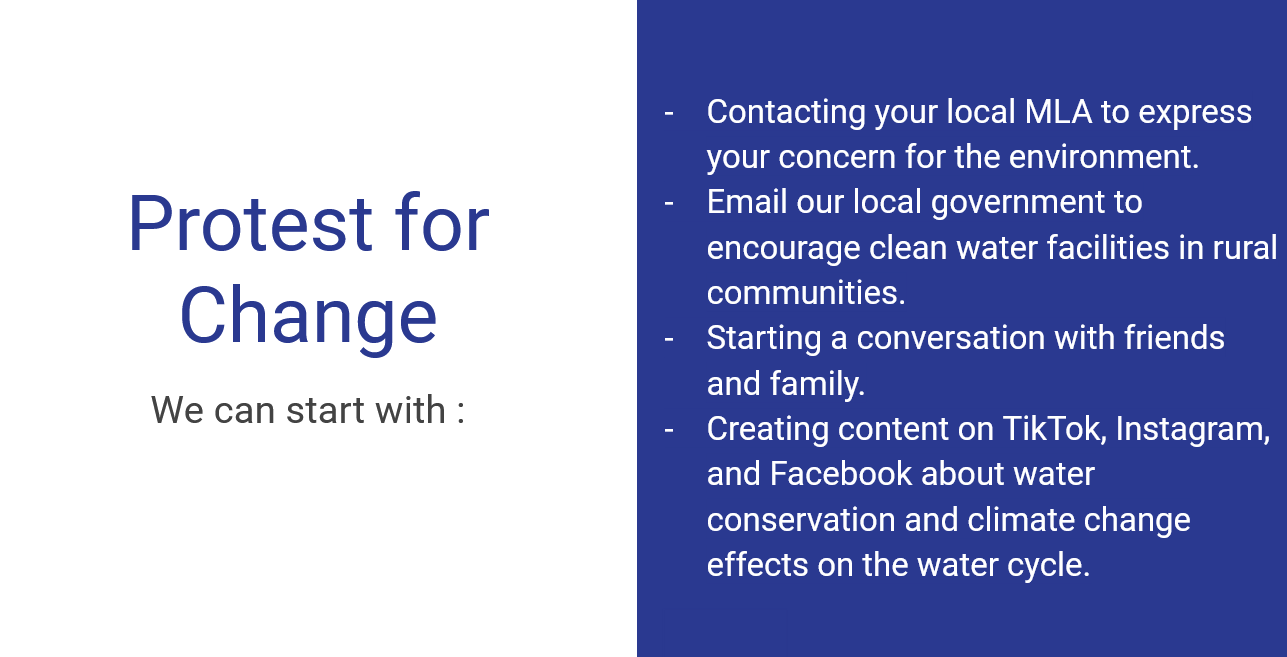 Protest for
Change
We can start with :
- Contacting your local MLA to express
your concern for the environment.
- Email our local government to
encourage clean water facilities in rural
communities.
- Starting a conversation with friends
and family.
- Creating content on TikTok, Instagram,
and Facebook about water
conservation and climate change
effects on the water cycle.